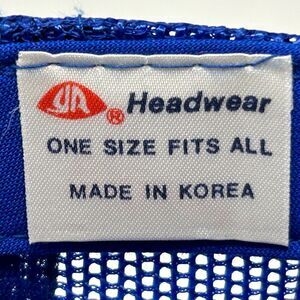 ® Headwear
ONE SIZE FITS ALL
MADE IN KOREA